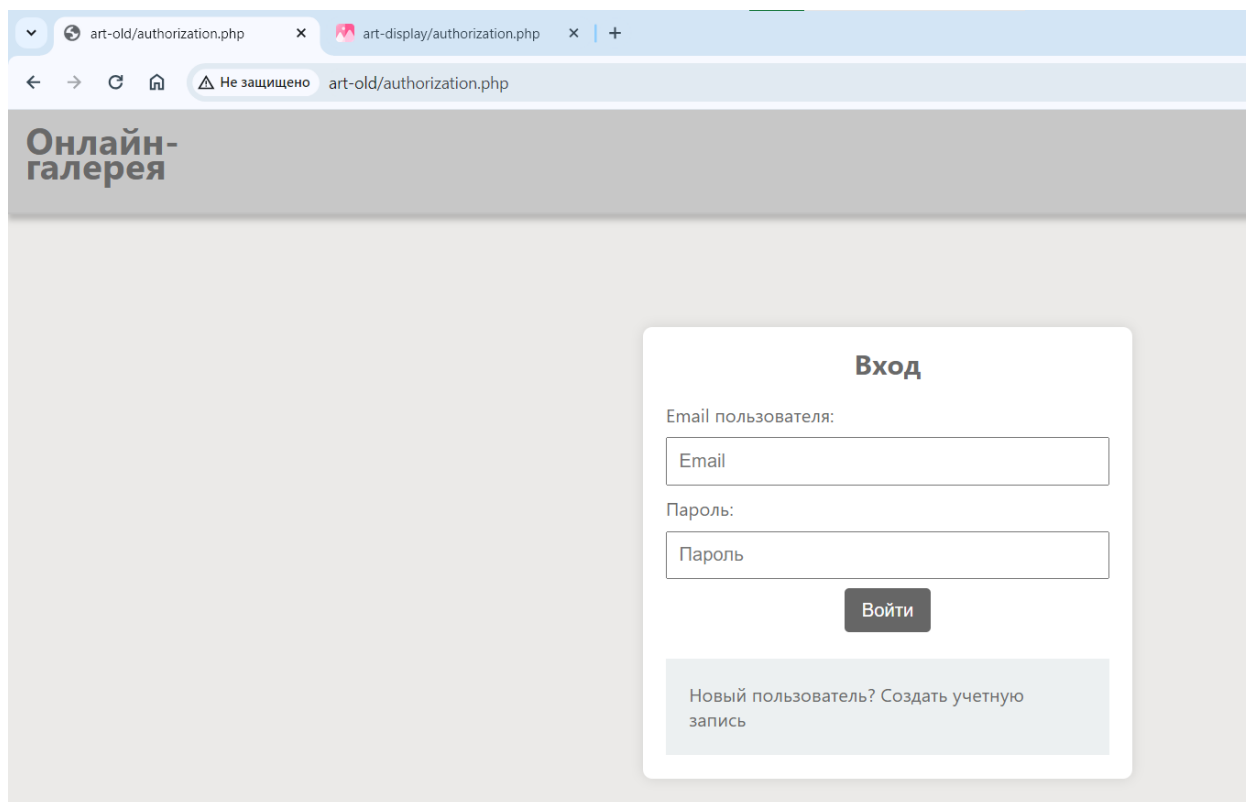 art-old/authorization.php
art-display/authorization.php
Не защищено art-old/authorization.php
Онлайн-
галерея
Вход
Email пользователя:
Email
Пароль:
Пароль
Войти
Новый пользователь? Создать учетную
запись